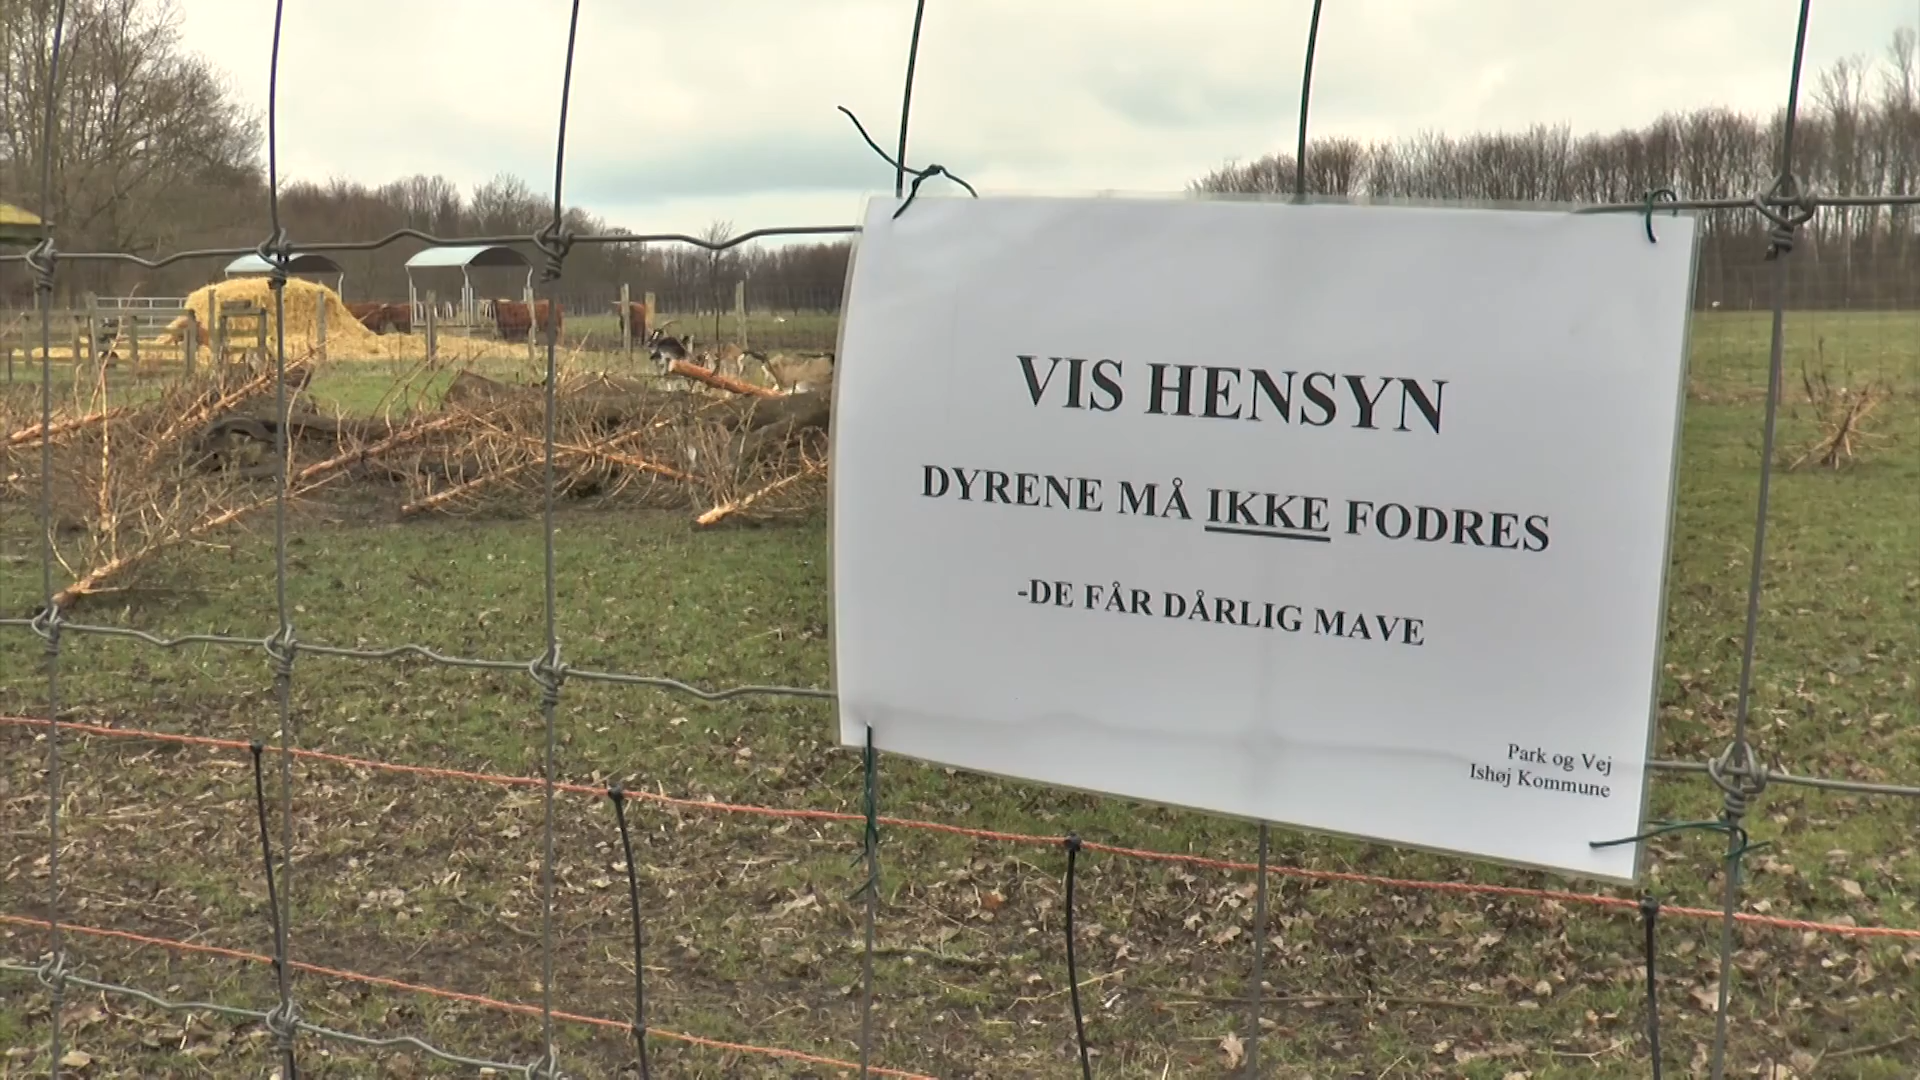 VIS HENSYN
DYRENE MÅ IKKE FODRES
-DE FÅR DÅRLIG MAVE
Park og Vej
Ishøj Kommune